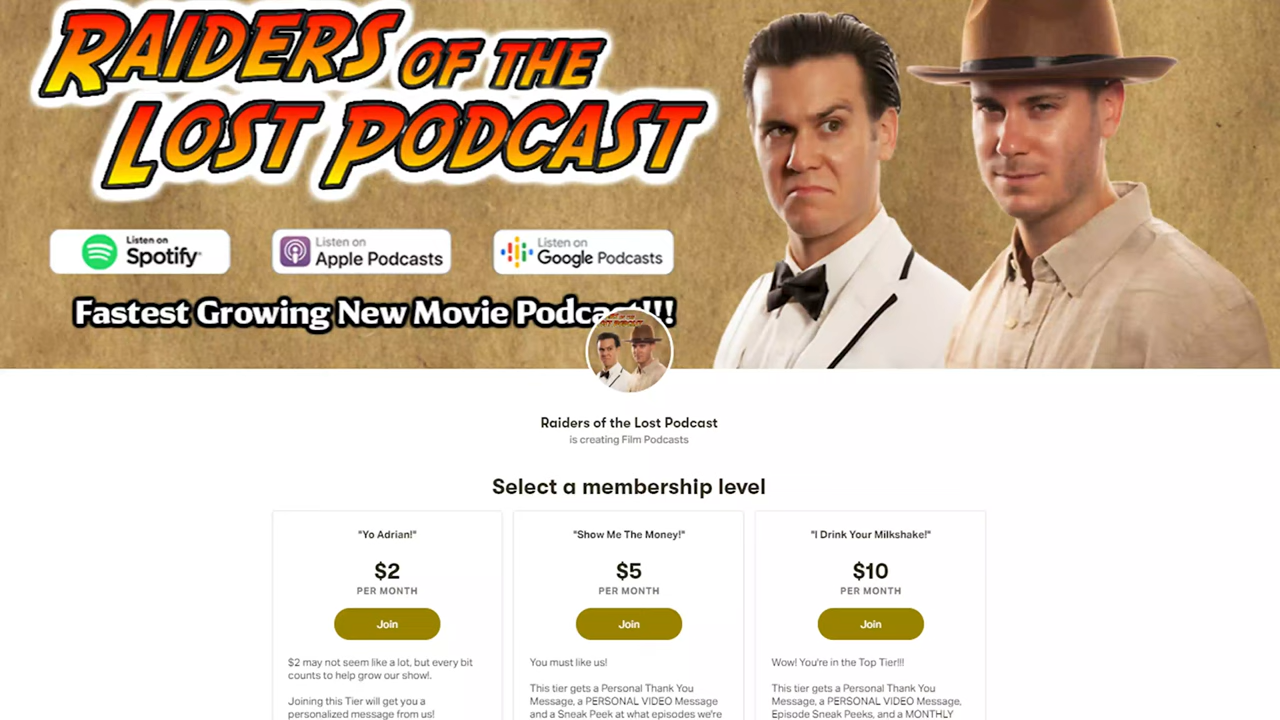 RAIDERS OF THE
LOST PODCAST
Listen on
Spotify
Listen on
Apple Podcasts
Listen on
Google Podcasts
Fastest Growing New Movie Podcast!!!
LOST PODCAST
Raiders of the Lost Podcast
is creating Film Podcasts
Select a membership level
"Yo Adrian!"
$2
PER MONTH
Join
$2 may not seem like a lot, but every bit
counts to help grow our show!.
Joining this Tier will get you a
personalized message from us!
"Show Me The Money!"
$5
PER MONTH
Join
You must like us!
This tier gets a Personal Thank You
Message, a PERSONAL VIDEO Message
and a Sneak Peek at what episodes we're
"I Drink Your Milkshake!"
$10
PER MONTH
Join
Wow! You're in the Top Tier!!!
This tier gets a Personal Thank You
Message, a PERSONAL VIDEO Message,
Episode Sneak Peeks, and a MONTHLY